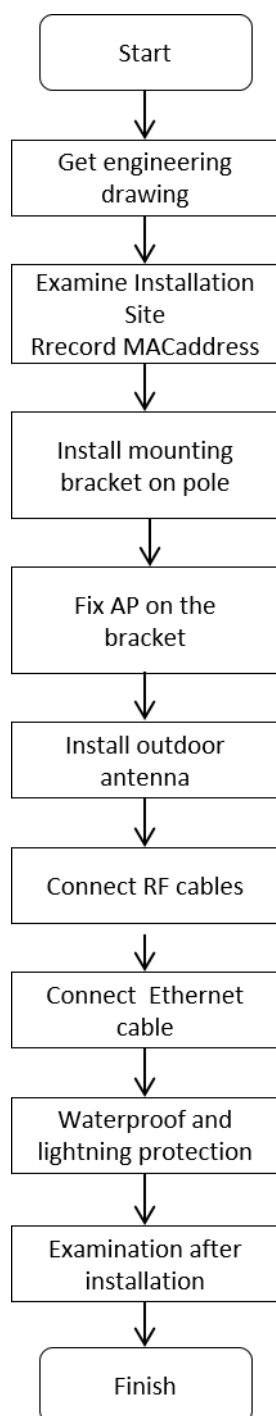 Start
Get engineering
drawing
Examine Installation
Site
Rrecord MACaddress
Install mounting
bracket on pole
Fix AP on the
bracket
Install outdoor
antenna
Connect RF cables
Connect Ethernet
cable
Waterproof and
lightning protection
Examination after
installation
Finish